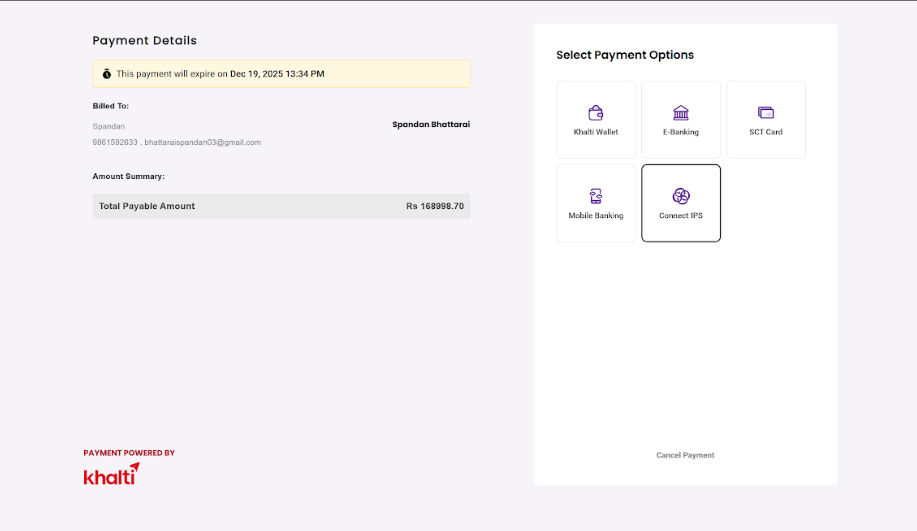 Payment Details
This payment will expire on Dec 19, 2025 13:34 PM
Billed To:
Spandan
Spandan Bhattarai
9861592833 , bhattaraispandan03@gmail.com
Amount Summary:
Total Payable Amount Rs 168998.70
PAYMENT POWERED BY
khalti
Select Payment Options
Khalti Wallet
E-Banking
SCT Card
Mobile Banking
Connect IPS
Cancel Payment